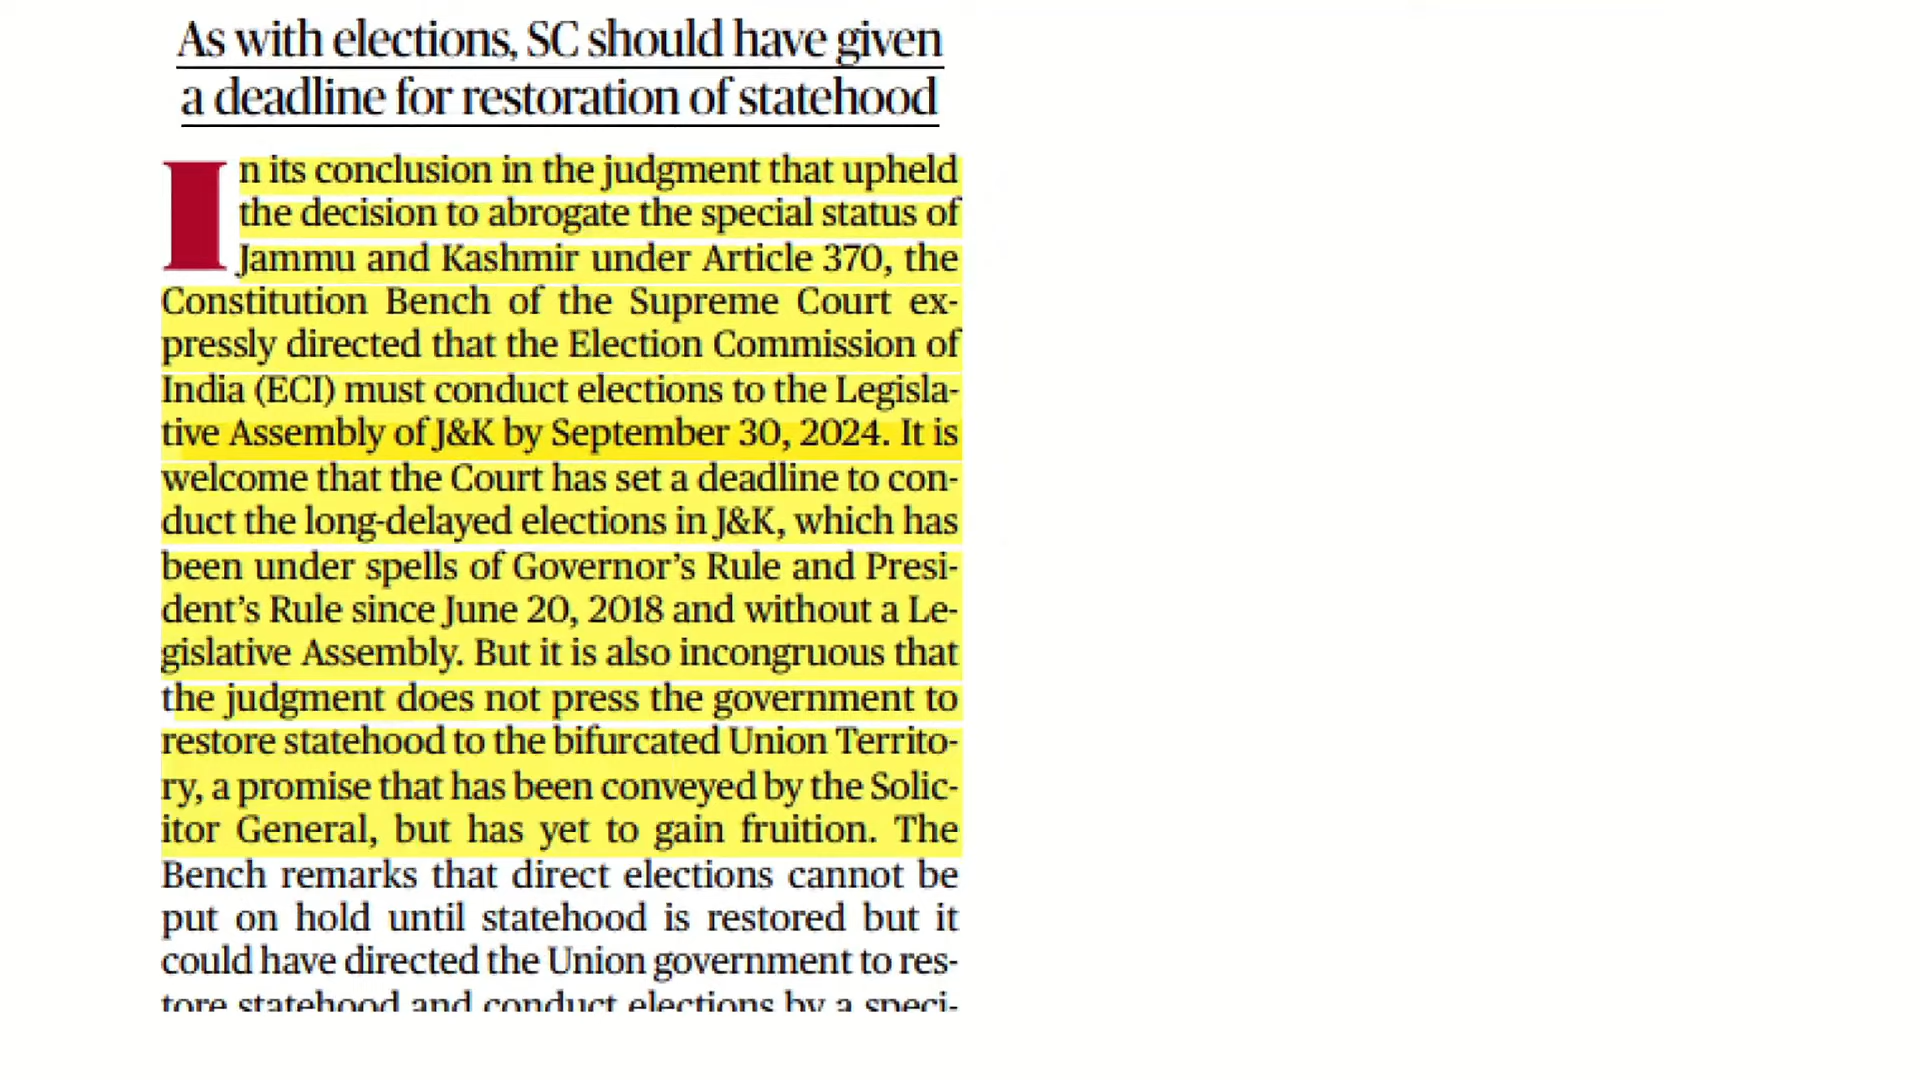 As with elections, SC should have given
a deadline for restoration of statehood
In its conclusion in the judgment that upheld
the decision to abrogate the special status of
Jammu and Kashmir under Article 370, the
Constitution Bench of the Supreme Court ex-
pressly directed that the Election Commission of
India (ECI) must conduct elections to the Legisla-
tive Assembly of J&K by September 30, 2024. It is
welcome that the Court has set a deadline to con-
duct the long-delayed elections in J&K, which has
been under spells of Governor’s Rule and Presi-
dent’s Rule since June 20, 2018 and without a Le-
gislative Assembly. But it is also incongruous that
the judgment does not press the government to
restore statehood to the bifurcated Union Territo-
ry, a promise that has been conveyed by the Solic-
itor General, but has yet to gain fruition. The
Bench remarks that direct elections cannot be
put on hold until statehood is restored but it
could have directed the Union government to res-
tore statehood and conduct elections by a speci-